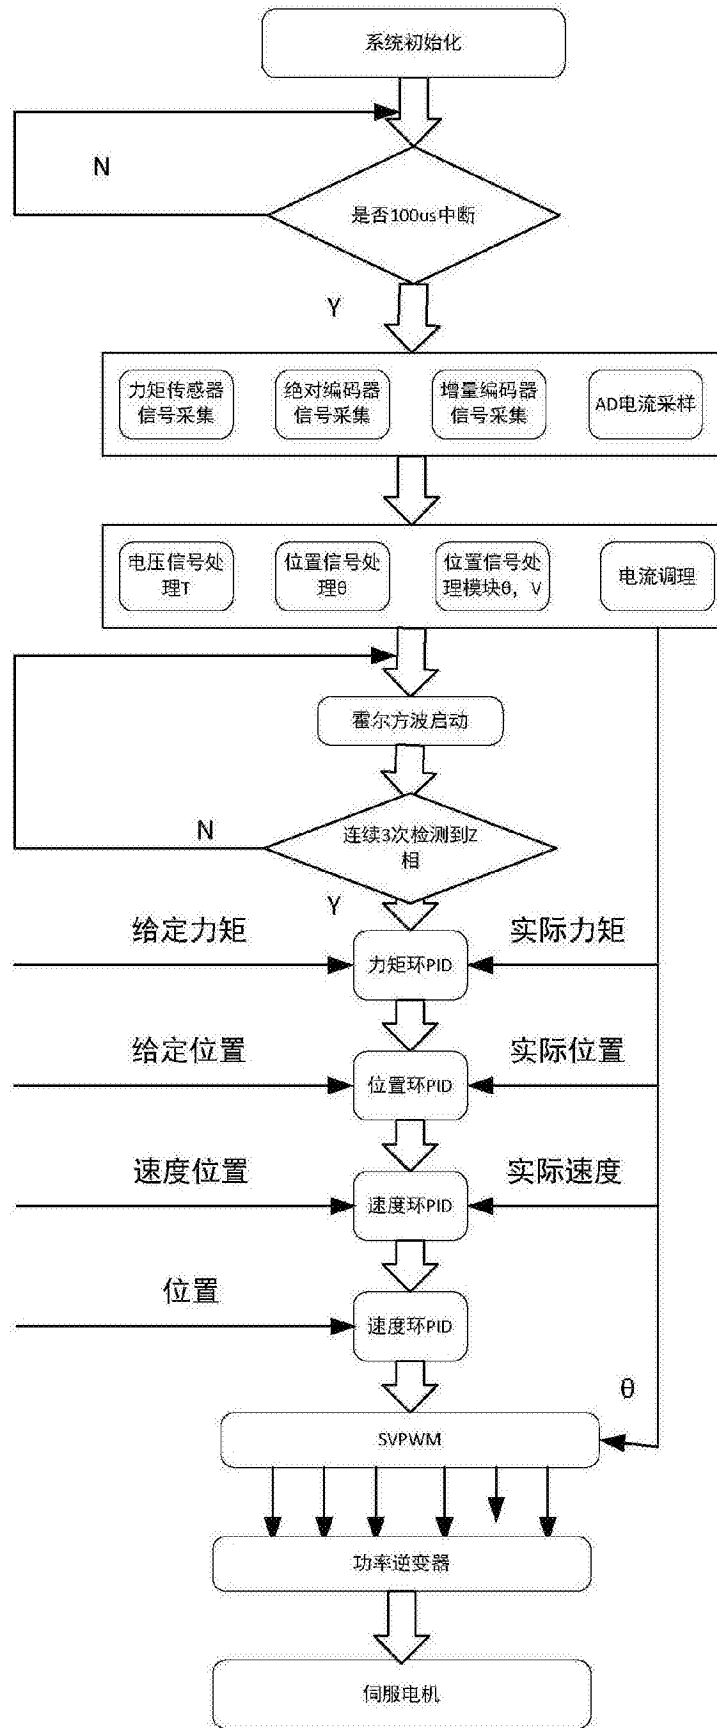 系统初始化
N
是否100us中断
Y
力矩传感器
信号采集
绝对编码器
信号采集
增量编码器
信号采集
AD电流采样
电压信号处
理T
位置信号处
理θ
位置信号处
理模块θ，V
电流调理
霍尔方波启动
N
连续3次检测到Z
相
Y
给定力矩
力矩环PID
实际力矩
给定位置
位置环PID
实际位置
速度位置
速度环PID
实际速度
位置
速度环PID
θ
SVPWM
功率逆变器
伺服电机